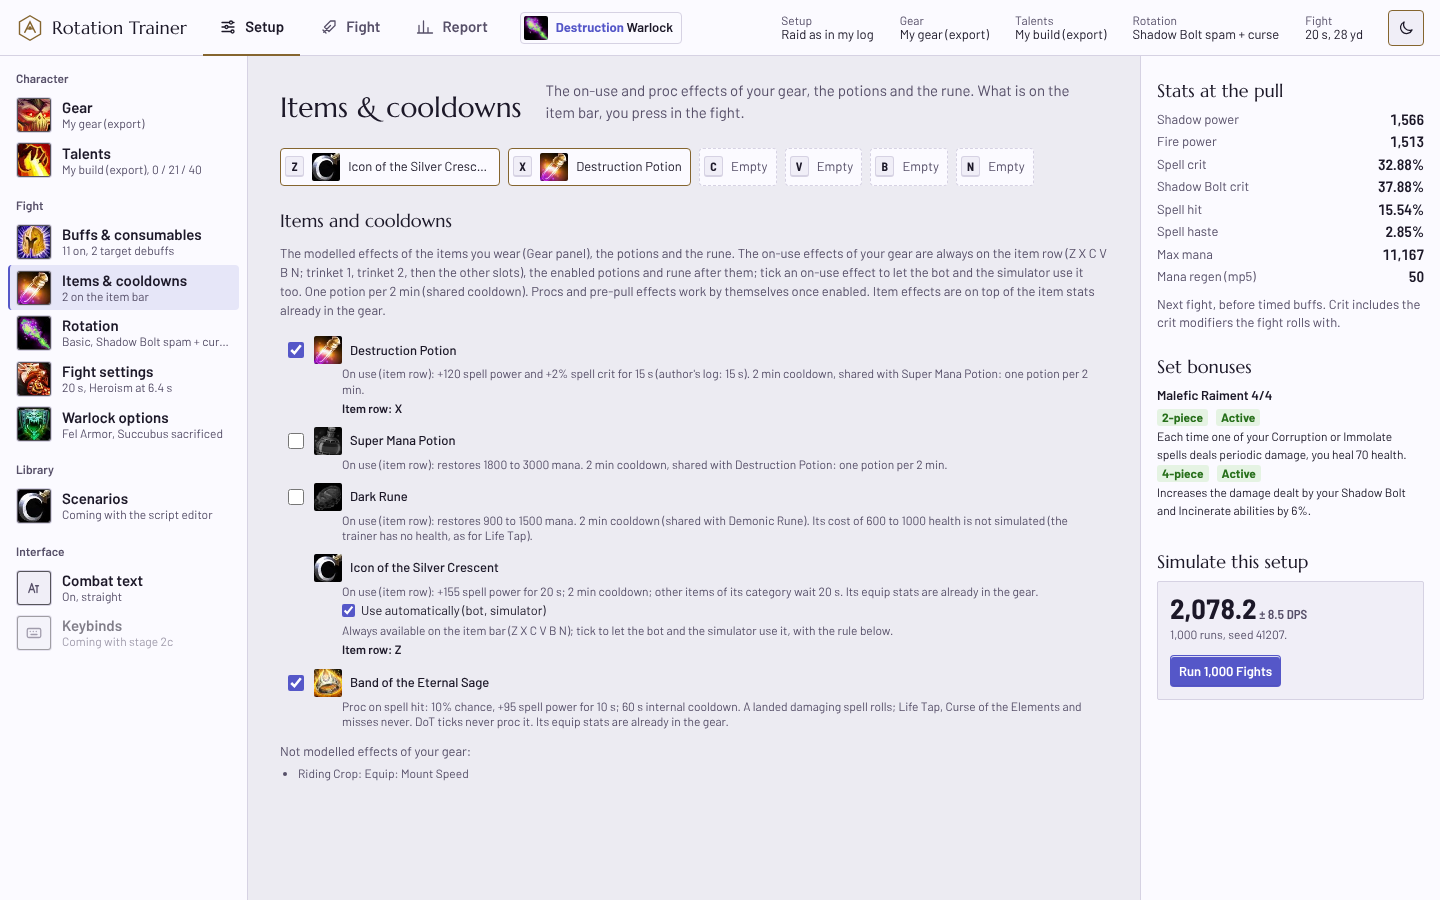 Rotation Trainer
Setup
Fight
Report
Destruction Warlock
Setup
Raid as in my log
Gear
My gear (export)
Talents
My build (export)
Rotation
Shadow Bolt spam + curse
Fight
20 s, 28 yd
Character
Gear
My gear (export)
Talents
My build (export), 0 / 21 / 40
Fight
Buffs & consumables
11 on, 2 target debuffs
Items & cooldowns
2 on the item bar
Rotation
Basic, Shadow Bolt spam + cur...
Fight settings
20 s, Heroism at 6.4 s
Warlock options
Fel Armor, Succubus sacrificed
Library
Scenarios
Coming with the script editor
Interface
Combat text
On, straight
Keybinds
Coming with stage 2c
Items & cooldowns
The on-use and proc effects of your gear, the potions and the rune. What is on the
item bar, you press in the fight.
Z Icon of the Silver Cresc...
X Destruction Potion
C Empty
V Empty
B Empty
N Empty
Items and cooldowns
The modelled effects of the items you wear (Gear panel), the potions and the rune. The on-use effects of your gear are always on the item row (Z X C V
B N; trinket 1, trinket 2, then the other slots), the enabled potions and rune after them; tick an on-use effect to let the bot and the simulator use it
too. One potion per 2 min (shared cooldown). Procs and pre-pull effects work by themselves once enabled. Item effects are on top of the item stats
already in the gear.
Destruction Potion
On use (item row): +120 spell power and +2% spell crit for 15 s (author's log: 15 s). 2 min cooldown, shared with Super Mana Potion: one potion per 2
min.
Item row: X
Super Mana Potion
On use (item row): restores 1800 to 3000 mana. 2 min cooldown, shared with Destruction Potion: one potion per 2 min.
Dark Rune
On use (item row): restores 900 to 1500 mana. 2 min cooldown (shared with Demonic Rune). Its cost of 600 to 1000 health is not simulated (the
trainer has no health, as for Life Tap).
Icon of the Silver Crescent
On use (item row): +155 spell power for 20 s; 2 min cooldown; other items of its category wait 20 s. Its equip stats are already in the gear.
Use automatically (bot, simulator)
Always available on the item bar (Z X C V B N); tick to let the bot and the simulator use it, with the rule below.
Item row: Z
Band of the Eternal Sage
Proc on spell hit: 10% chance, +95 spell power for 10 s; 60 s internal cooldown. A landed damaging spell rolls; Life Tap, Curse of the Elements and
misses never. DoT ticks never proc it. Its equip stats are already in the gear.
Not modelled effects of your gear:
• Riding Crop: Equip: Mount Speed
Stats at the pull
Shadow power 1,566
Fire power 1,513
Spell crit 32.88%
Shadow Bolt crit 37.88%
Spell hit 15.54%
Spell haste 2.85%
Max mana 11,167
Mana regen (mp5) 50
Next fight, before timed buffs. Crit includes the
crit modifiers the fight rolls with.
Set bonuses
Malefic Raiment 4/4
2-piece Active
Each time one of your Corruption or Immolate
spells deals periodic damage, you heal 70 health.
4-piece Active
Increases the damage dealt by your Shadow Bolt
and Incinerate abilities by 6%.
Simulate this setup
2,078.2 ± 8.5 DPS
1,000 runs, seed 41207.
Run 1,000 Fights